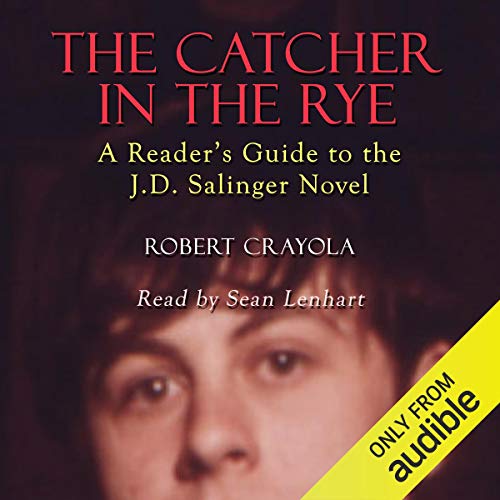 THE CATCHER
IN THE RYE
A Reader's Guide to the
J.D. Salinger Novel
ROBERT CRAYOLA
Read by Sean Lenhart
ONLY FROM
audible